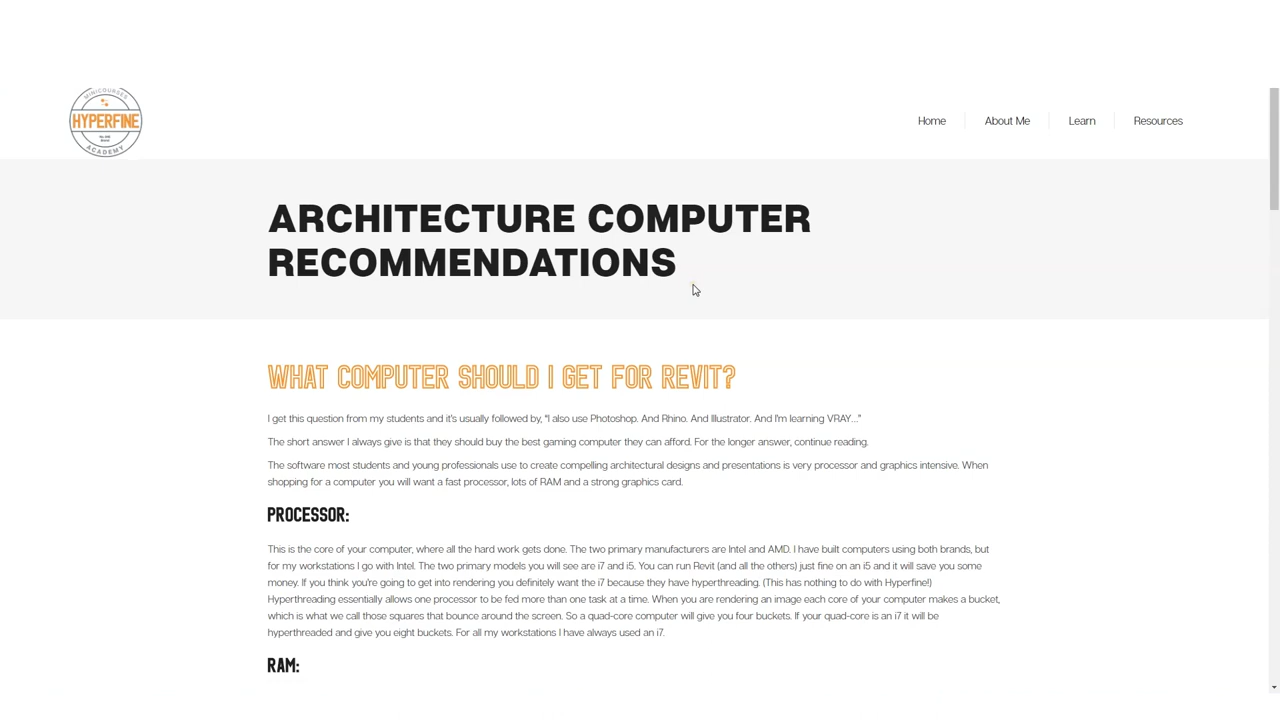 MINICOURSES
HYPERFINE
ACADEMY
Home
About Me
Learn
Resources
ARCHITECTURE COMPUTER
RECOMMENDATIONS
WHAT COMPUTER SHOULD I GET FOR REVIT?
I get this question from my students and it's usually followed by, "I also use Photoshop. And Rhino. And Illustrator. And I'm learning VRAY..."
The short answer I always give is that they should buy the best gaming computer they can afford. For the longer answer, continue reading.
The software most students and young professionals use to create compelling architectural designs and presentations is very processor and graphics intensive. When
shopping for a computer you will want a fast processor, lots of RAM and a strong graphics card.
PROCESSOR:
This is the core of your computer, where all the hard work gets done. The two primary manufacturers are Intel and AMD. I have built computers using both brands, but
for my workstations I go with Intel. The two primary models you will see are i7 and i5. You can run Revit (and all the others) just fine on an i5 and it will save you some
money. If you think you're going to get into rendering you definitely want the i7 because they have hyperthreading. (This has nothing to do with Hyperfine!)
Hyperthreading essentially allows one processor to be fed more than one task at a time. When you are rendering an image each core of your computer makes a bucket,
which is what we call those squares that bounce around the screen. So a quad-core computer will give you four buckets. If your quad-core is an i7 it will be
hyperthreaded and give you eight buckets. For all my workstations I have always used an i7.
RAM: